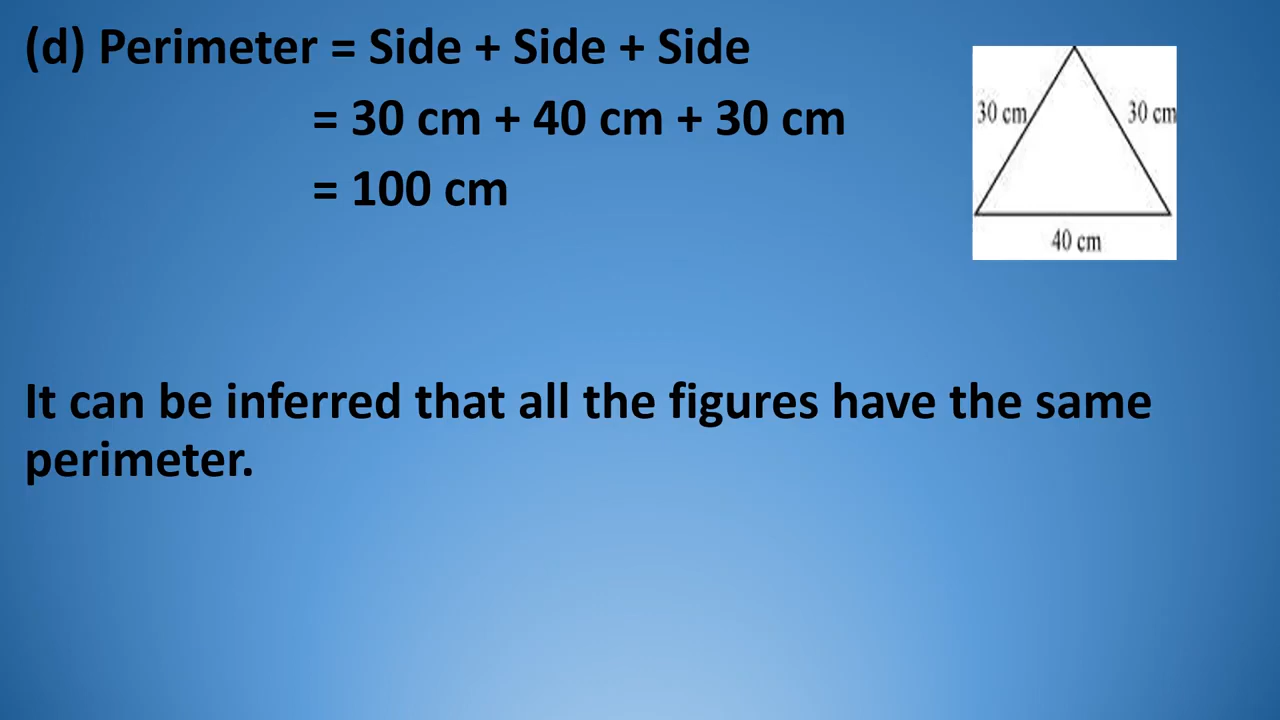 (d) Perimeter = Side + Side + Side
= 30 cm + 40 cm + 30 cm
= 100 cm
30 cm
30 cm
40 cm
It can be inferred that all the figures have the same
perimeter.